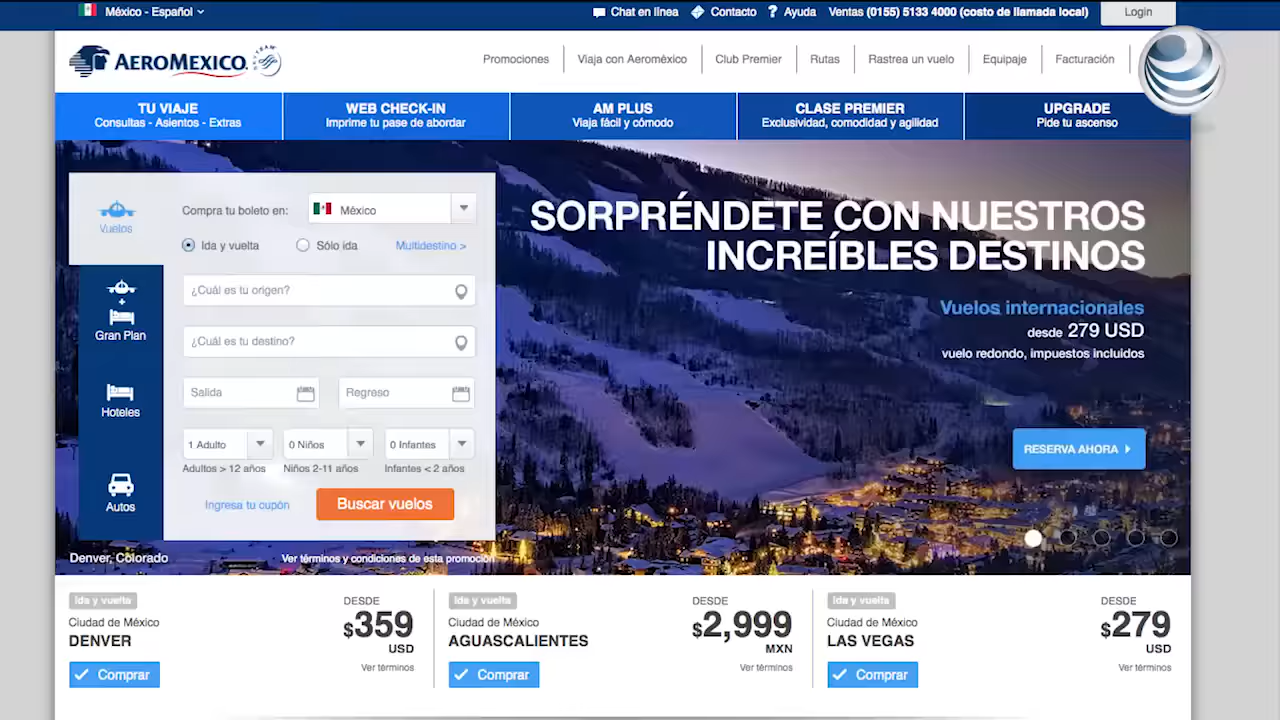 México - Español
Chat en línea
Contacto
? Ayuda
Ventas (0155) 5133 4000 (costo de llamada local)
Login
AEROMEXICO.
Promociones
Viaja con Aeroméxico
Club Premier
Rutas
Rastrea un vuelo
Equipaje
Facturación
TU VIAJE
Consultas - Asientos - Extras
WEB CHECK-IN
Imprime tu pase de abordar
AM PLUS
Viaja fácil y cómodo
CLASE PREMIER
Exclusividad, comodidad y agilidad
UPGRADE
Pide tu ascenso
Vuelos
Gran Plan
Hoteles
Autos
Compra tu boleto en:
México
Ida y vuelta
Sólo ida
Multidestino >
¿Cuál es tu origen?
¿Cuál es tu destino?
Salida
Regreso
1 Adulto
0 Niños
0 Infantes
Adultos > 12 años
Niños 2-11 años
Infantes < 2 años
Ingresa tu cupón
Buscar vuelos
SORPRÉNDETE CON NUESTROS
INCREÍBLES DESTINOS
Vuelos internacionales
desde 279 USD
vuelo redondo, impuestos incluidos
RESERVA AHORA
Denver, Colorado
Ver términos y condiciones de esta promoción
Ida y vuelta
Ciudad de México
DENVER
Comprar
DESDE
$359
USD
Ver términos
Ida y vuelta
Ciudad de México
AGUASCALIENTES
Comprar
DESDE
$2,999
MXN
Ver términos
Ida y vuelta
Ciudad de México
LAS VEGAS
Comprar
DESDE
$279
USD
Ver términos